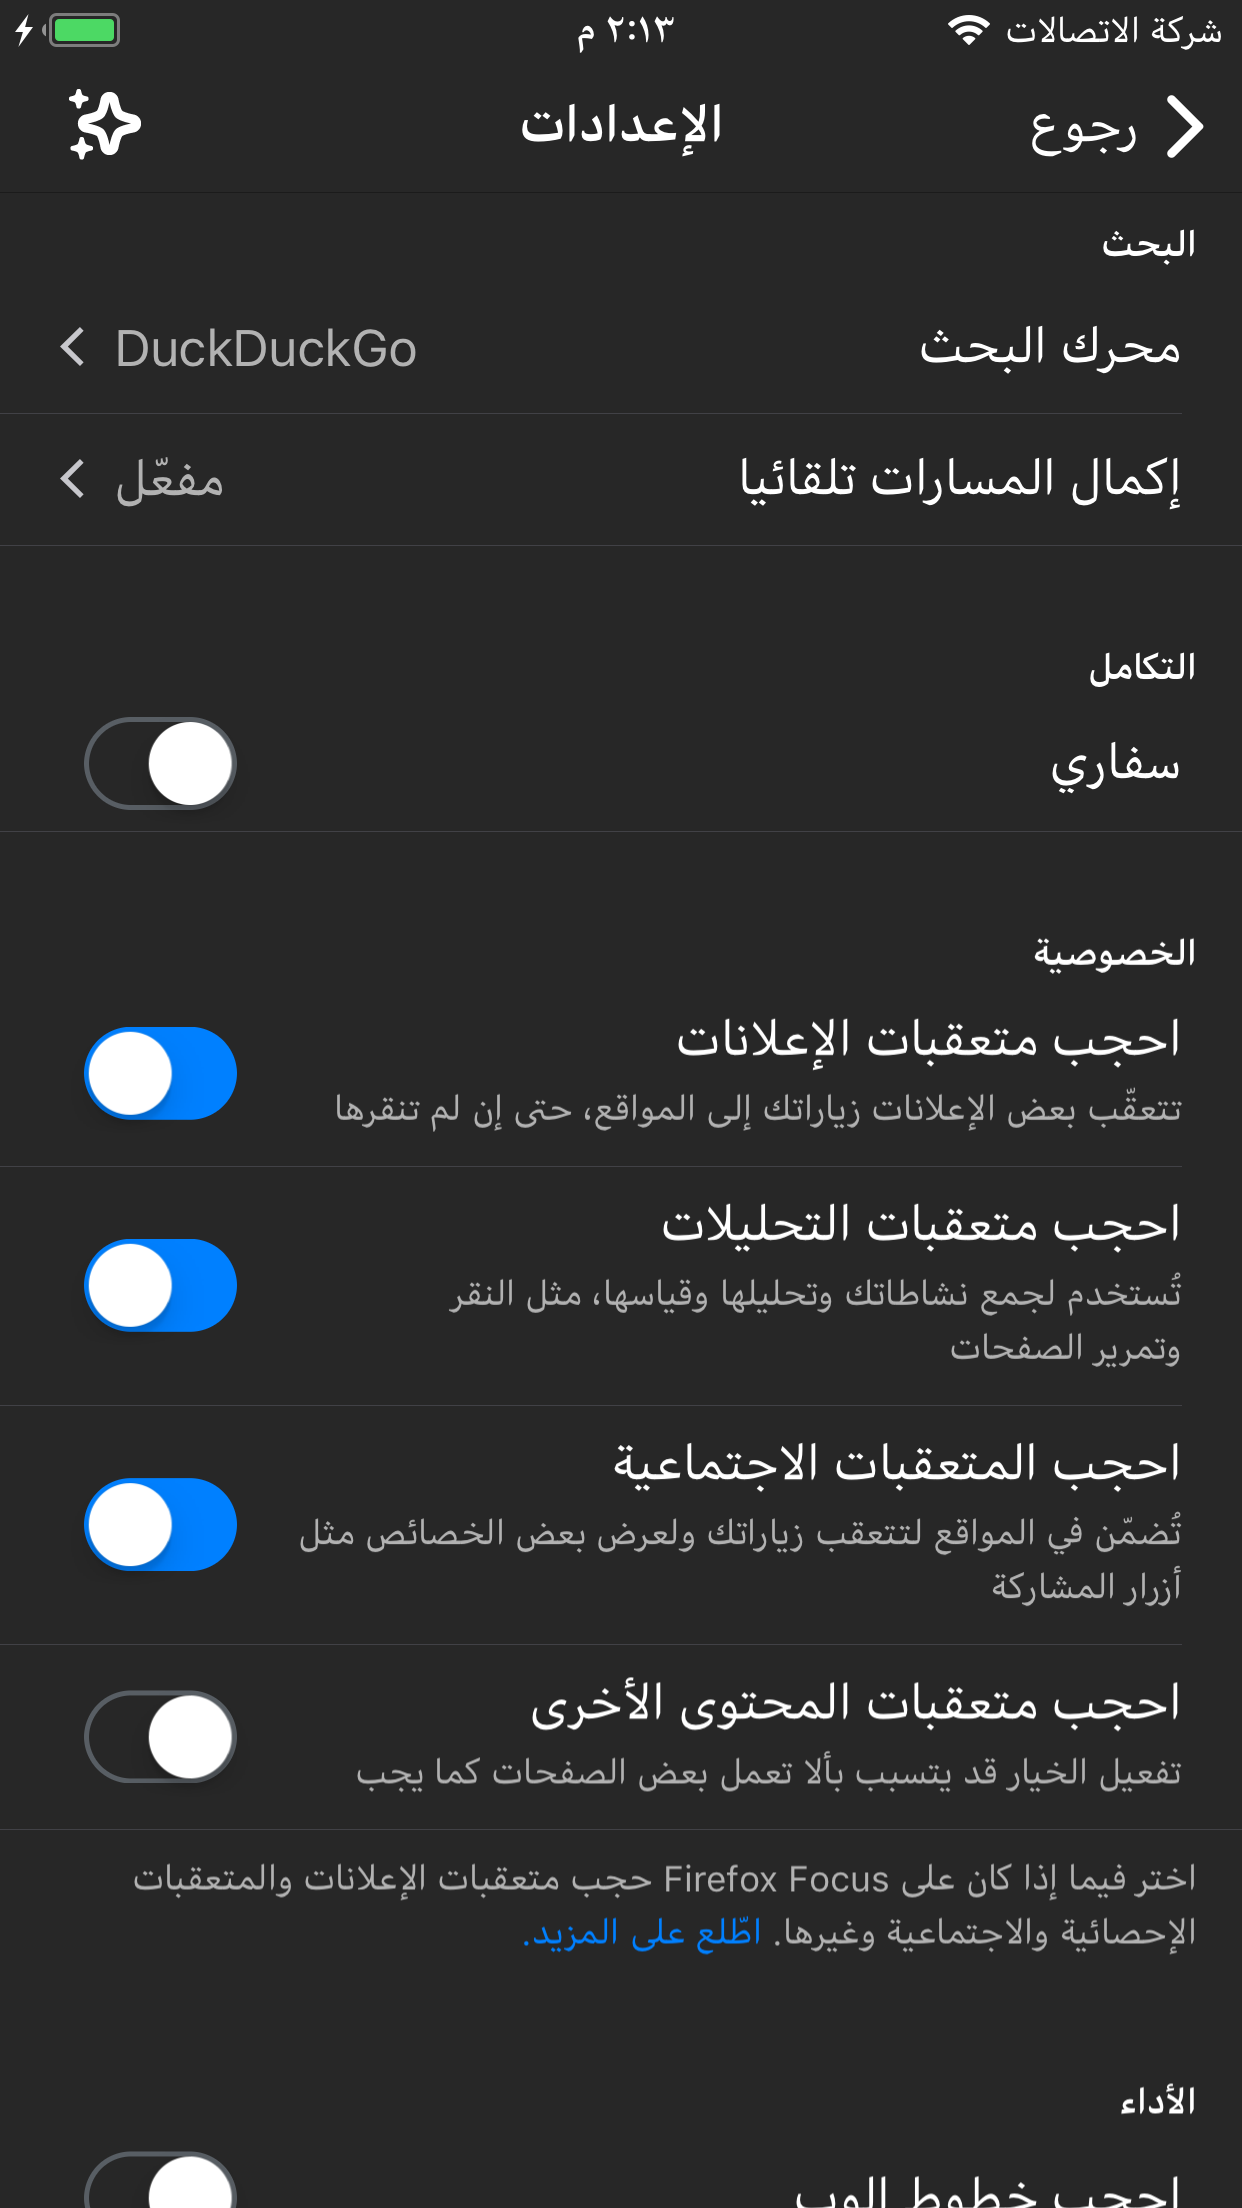 شركة الاتصالات ٢:١٣ م
رجوع
الإعدادات
البحث
محرك البحث DuckDuckGo
إكمال المسارات تلقائيا مفعّل
التكامل
سفاري
الخصوصية
احجب متعقبات الإعلانات
تتعقّب بعض الإعلانات زياراتك إلى المواقع، حتى إن لم تنقرها
احجب متعقبات التحليلات
تُستخدم لجمع نشاطاتك وتحليلها وقياسها، مثل النقر
وتمرير الصفحات
احجب المتعقبات الاجتماعية
تُضمّن في المواقع لتتعقب زياراتك ولعرض بعض الخصائص مثل
أزرار المشاركة
احجب متعقبات المحتوى الأخرى
تفعيل الخيار قد يتسبب بألا تعمل بعض الصفحات كما يجب
اختر فيما إذا كان على Firefox Focus حجب متعقبات الإعلانات والمتعقبات
الإحصائية والاجتماعية وغيرها. اطّلع على المزيد.
الأداء
احجب خطوط الوب